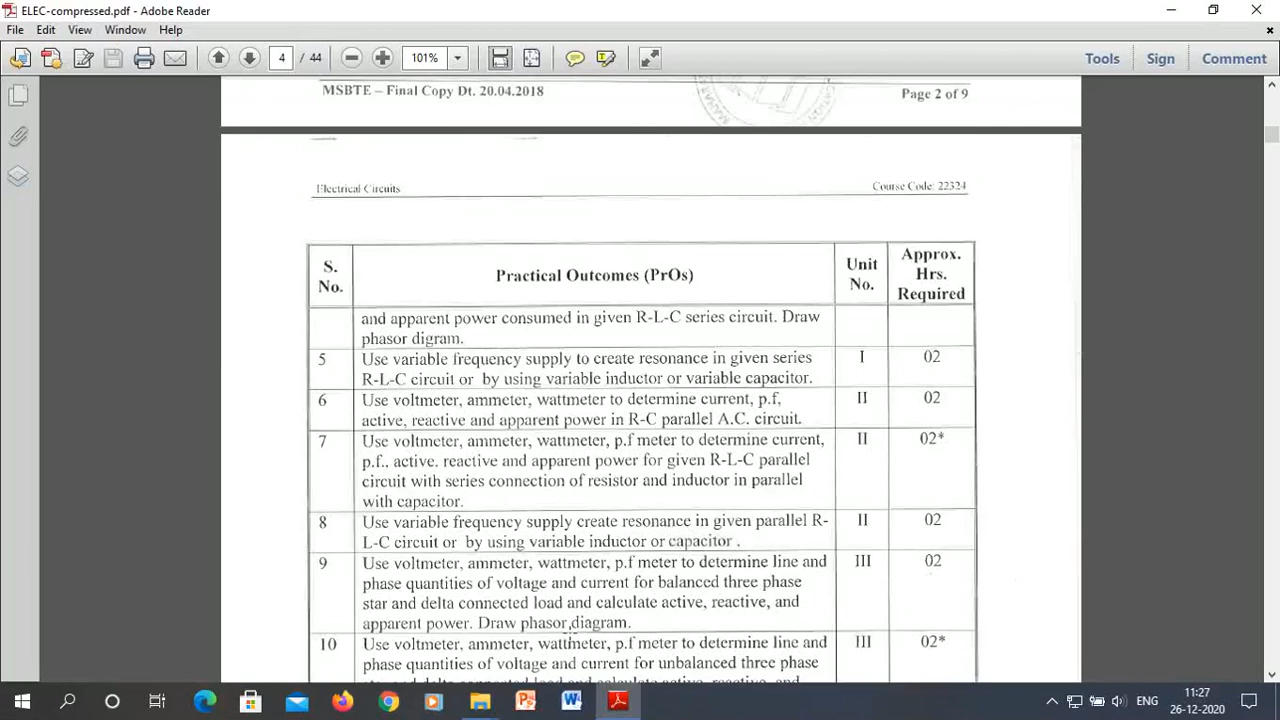 ELEC-compressed.pdf - Adobe Reader
File Edit View Window Help
4 / 44 101% Tools Sign Comment
MSBTE – Final Copy Dt. 20.04.2018 Page 2 of 9
Electrical Circuits Course Code: 22324
S. No. Practical Outcomes (PrOs) Unit No. Approx. Hrs. Required
and apparent power consumed in given R-L-C series circuit. Draw
phasor digram.
5 Use variable frequency supply to create resonance in given series I 02
R-L-C circuit or by using variable inductor or variable capacitor.
6 Use voltmeter, ammeter, wattmeter to determine current, p.f, II 02
active, reactive and apparent power in R-C parallel A.C. circuit.
7 Use voltmeter, ammeter, wattmeter, p.f meter to determine current, II 02*
p.f., active. reactive and apparent power for given R-L-C parallel
circuit with series connection of resistor and inductor in parallel
with capacitor.
8 Use variable frequency supply create resonance in given parallel R- II 02
L-C circuit or by using variable inductor or capacitor .
9 Use voltmeter, ammeter, wattmeter, p.f meter to determine line and III 02
phase quantities of voltage and current for balanced three phase
star and delta connected load and calculate active, reactive, and
apparent power. Draw phasor diagram.
10 Use voltmeter, ammeter, wattmeter, p.f meter to determine line and III 02*
phase quantities of voltage and current for unbalanced three phase
ENG 11:27
26-12-2020